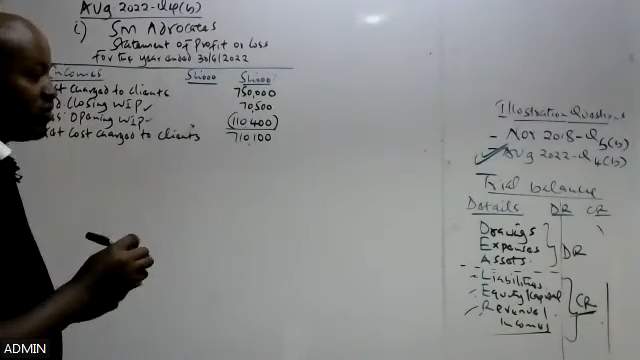 Aug 2022-Q4(b)
i) SM Advocates
Statement of Profit or Loss
For the year ended 30/6/2022
Incomes Sh'000 Sh'000
Cost charged to clients 750,000
Closing WIP 70,500
Opening WIP (110 400)
Cost charged to clients 710,100
Illustration Questions
- Nov 2018-Q5(b)
- Aug 2022-Q4(b)
Trial balance
Details DR CR
Drawings
Expenses DR
Assets
Liabilities
Equity/Capital CR
Revenue/
Incomes
ADMIN